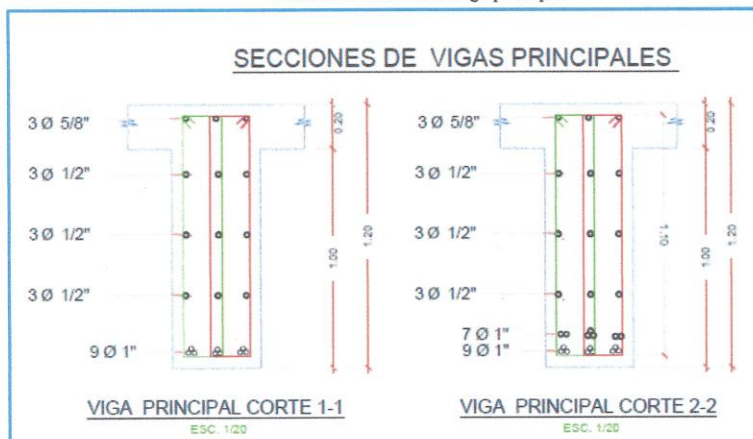 SECCIONES DE VIGAS PRINCIPALES
3 Ø 5/8"
3 Ø 1/2"
3 Ø 1/2"
3 Ø 1/2"
9 Ø 1"
0.20
1.00
1.20
VIGA PRINCIPAL CORTE 1-1
ESC. 1/20
3 Ø 5/8"
3 Ø 1/2"
3 Ø 1/2"
3 Ø 1/2"
7 Ø 1"
9 Ø 1"
1.10
0.20
1.00
1.20
VIGA PRINCIPAL CORTE 2-2
ESC. 1/20